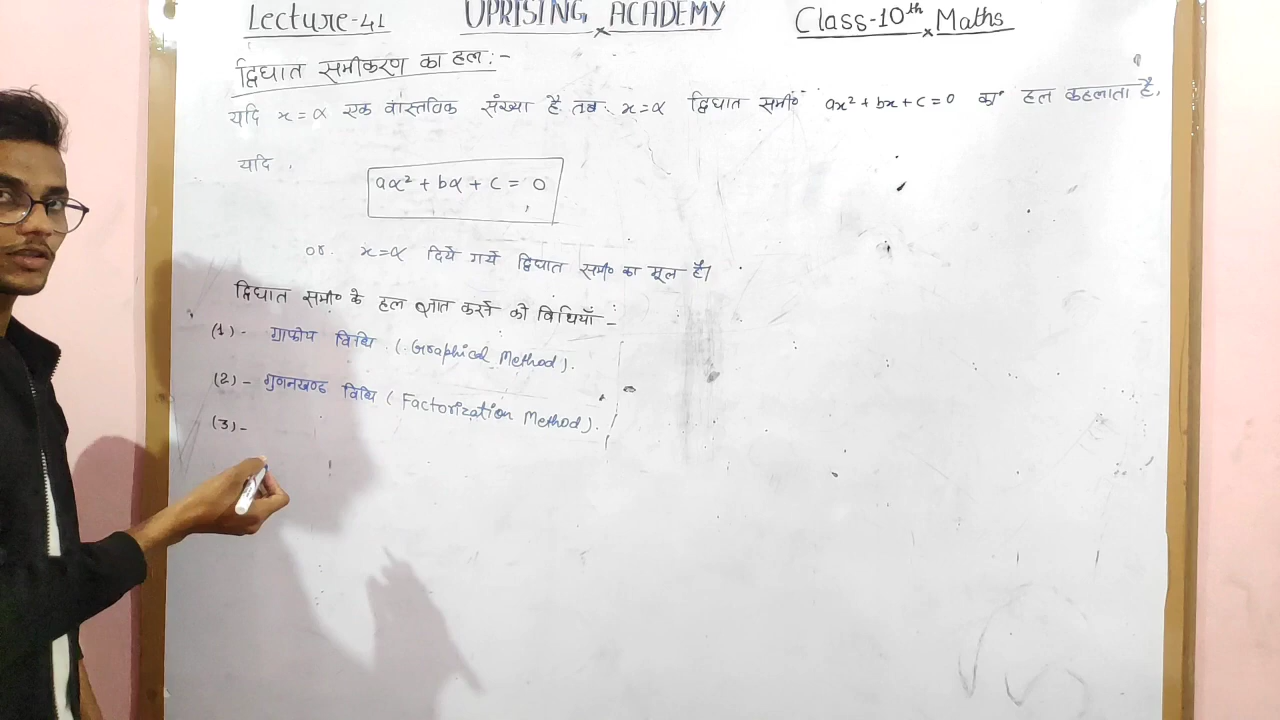 Lecture-41 UPRISING ACADEMY Class-10th Maths
द्विघात समीकरण का हल :-
यदि x = α एक वास्तविक संख्या है तब x = α द्विघात समी० ax² + bx + c = 0 का हल कहलाता है,
यदि
aα² + bα + c = 0
or x = α दिये गये द्विघात समी० का मूल है।
द्विघात समी० के हल ज्ञात करने की विधियाँ -
(1) - ग्राफीय विधि (Graphical Method).
(2) - गुणनखण्ड विधि (Factorization Method).
(3) -